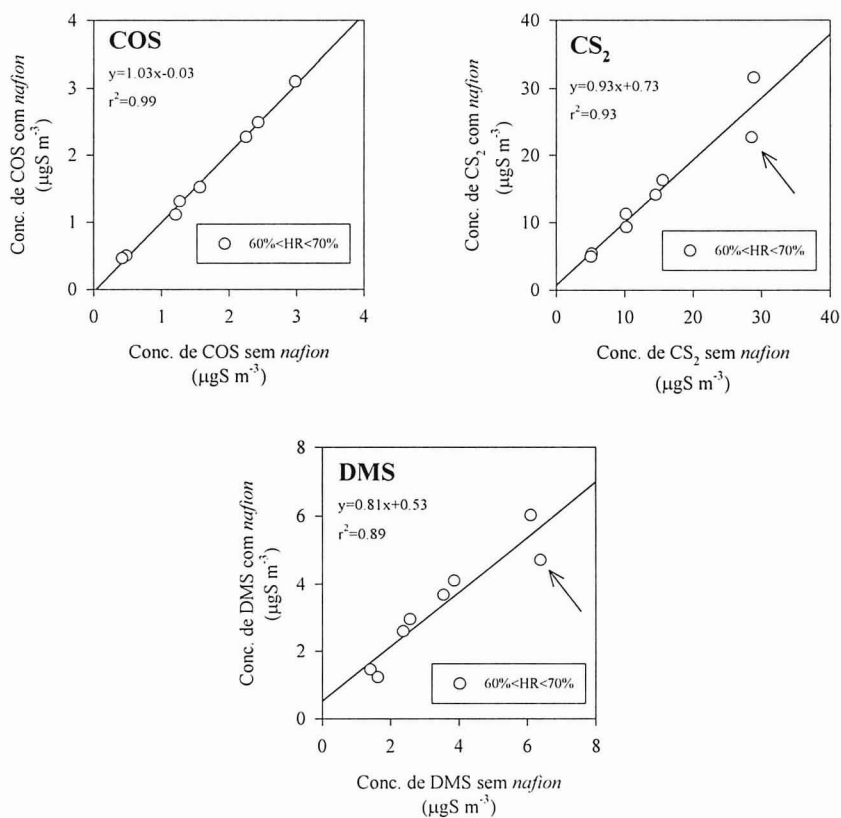 COS
y=1.03x-0.03
r²=0.99
Conc. de COS com nafion
(µgS m⁻³)
4
3
2
1
0
60%<HR<70%
0 1 2 3 4
Conc. de COS sem nafion
(µgS m⁻³)
CS₂
y=0.93x+0.73
r²=0.93
Conc. de CS₂ com nafion
(µgS m⁻³)
40
30
20
10
0
60%<HR<70%
0 10 20 30 40
Conc. de CS₂ sem nafion
(µgS m⁻³)
DMS
y=0.81x+0.53
r²=0.89
Conc. de DMS com nafion
(µgS m⁻³)
8
6
4
2
0
60%<HR<70%
0 2 4 6 8
Conc. de DMS sem nafion
(µgS m⁻³)